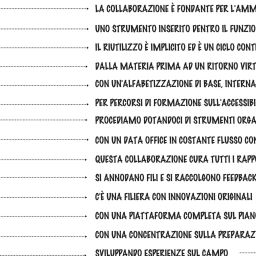 LA COLLABORAZIONE È FONDANTE PER L'AMM
UNO STRUMENTO INSERITO DENTRO IL FUNZIO
IL RIUTILIZZO È IMPLICITO ED È UN CICLO CONT
DALLA MATERIA PRIMA AD UN RITORNO VIRT
CON UN'ALFABETIZZAZIONE DI BASE, INTERNA
PER PERCORSI DI FORMAZIONE SULL'ACCESSIBI
PROCEDIAMO DOTANDOCI DI STRUMENTI ORGA
CON UN DATA OFFICE IN COSTANTE FLUSSO CON
QUESTA COLLABORAZIONE CURA TUTTI I RAPP
SI ANNODANO FILI E SI RACCOLGONO FEEDBACK
C'È UNA FILIERA CON INNOVAZIONI ORIGINALI
CON UNA PIATTAFORMA COMPLETA SUL PIAN
CON UNA CONCENTRAZIONE SULLA PREPARAZ
SVILUPPANDO ESPERIENZE SUL CAMPO